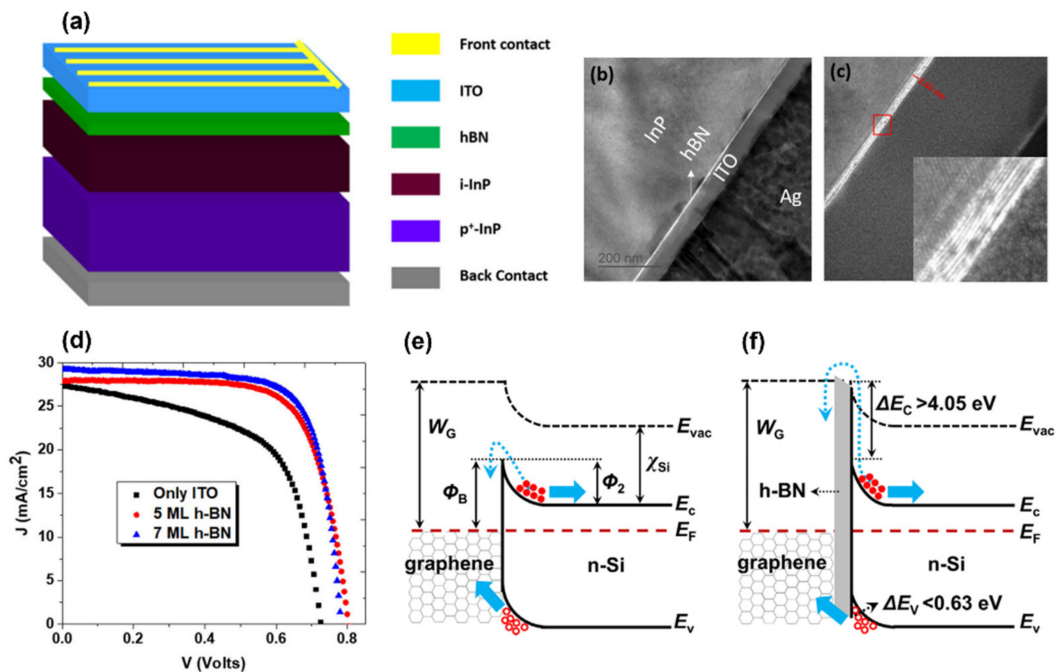 (a)
Front contact
ITO
hBN
i-InP
p⁺-InP
Back Contact
(b)
InP
hBN
ITO
Ag
200 nm
(c)
(d)
J (mA/cm²)
30
25
20
15
10
5
0
Only ITO
5 ML h-BN
7 ML h-BN
0.0
0.2
0.4
0.6
0.8
V (Volts)
(e)
W_G
E_vac
χ_Si
Φ_B
Φ_2
E_c
E_F
graphene
n-Si
E_v
(f)
ΔE_C >4.05 eV
W_G
E_vac
h-BN
E_c
E_F
graphene
n-Si
ΔE_V <0.63 eV
E_v